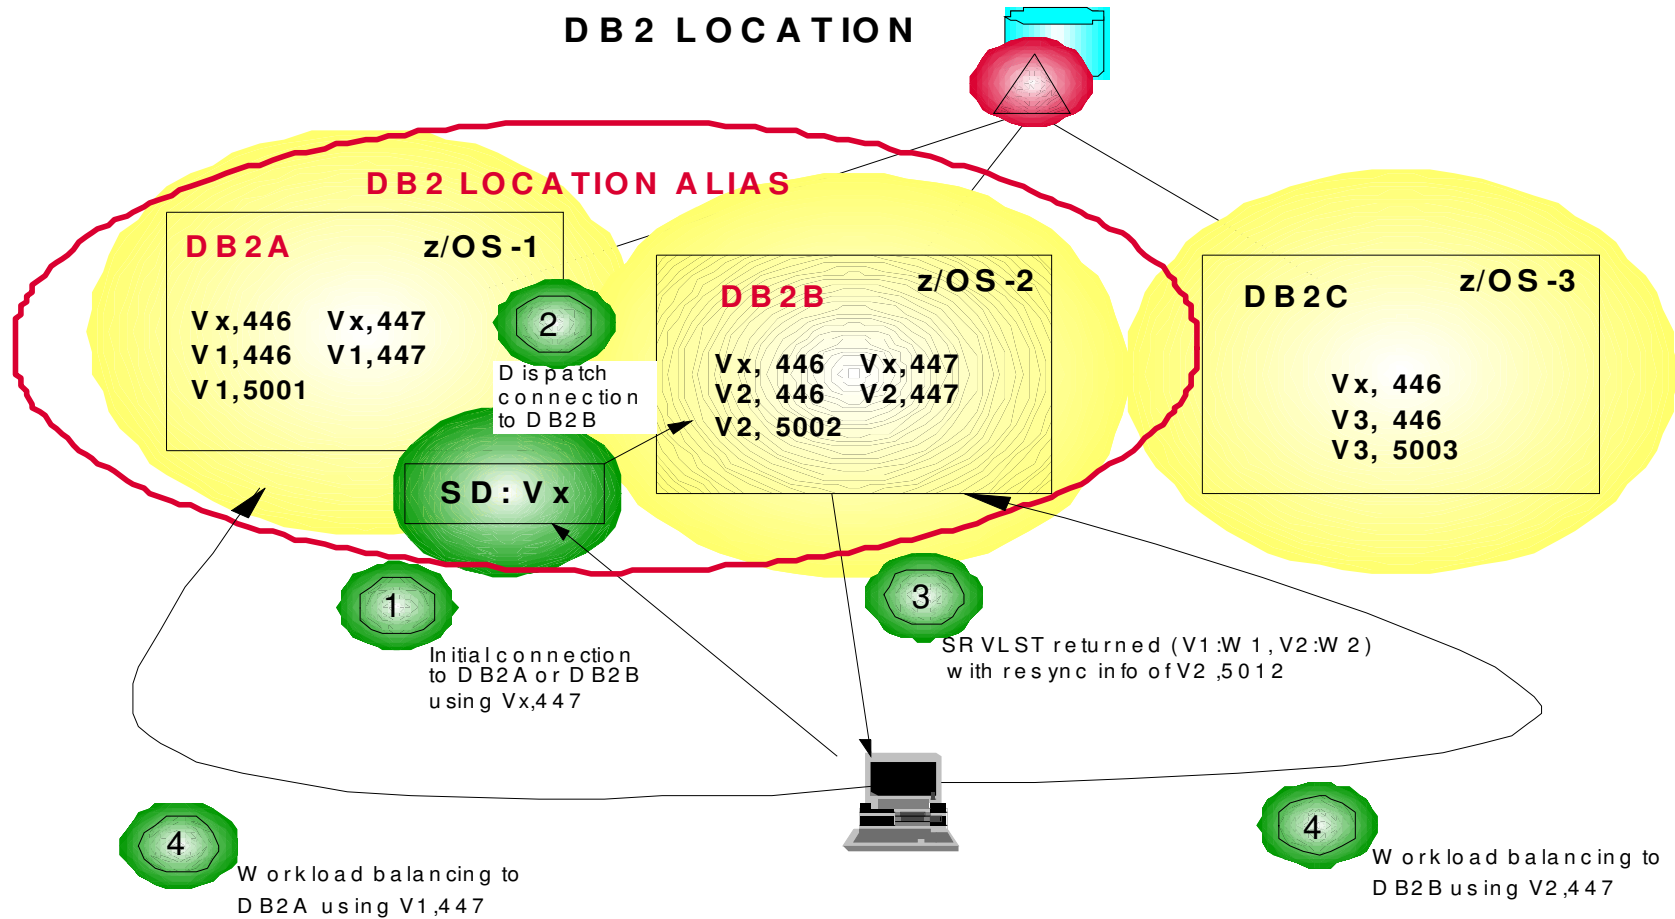 DB2 LOCATION
DB2 LOCATION ALIAS
DB2A z/OS-1
Vx,446 Vx,447
V1,446 V1,447
V1,5001
2
Dispatch
connection
to DB2B
SD: Vx
DB2B z/OS-2
Vx, 446 Vx,447
V2, 446 V2,447
V2, 5002
DB2C z/OS-3
Vx, 446
V3, 446
V3, 5003
1
Initial connection
to DB2A or DB2B
using Vx,447
3
SRVLST returned (V1:W1, V2:W2)
with resync info of V2,5012
4
Workload balancing to
DB2A using V1,447
4
Workload balancing to
DB2B using V2,447